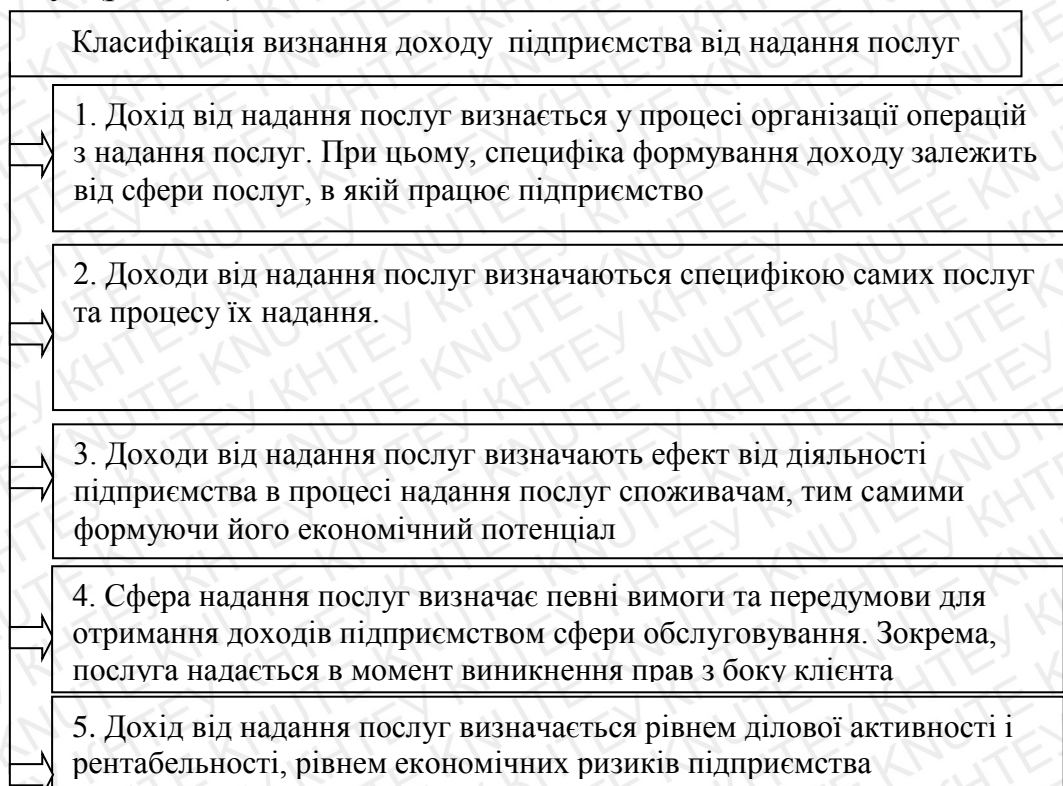 Класифікація визнання доходу підприємства від надання послуг
1. Дохід від надання послуг визнається у процесі організації операцій
з надання послуг. При цьому, специфіка формування доходу залежить
від сфери послуг, в якій працює підприємство
2. Доходи від надання послуг визначаються специфікою самих послуг
та процесу їх надання.
3. Доходи від надання послуг визначають ефект від діяльності
підприємства в процесі надання послуг споживачам, тим самими
формуючи його економічний потенціал
4. Сфера надання послуг визначає певні вимоги та передумови для
отримання доходів підприємством сфери обслуговування. Зокрема,
послуга надається в момент виникнення прав з боку клієнта
5. Дохід від надання послуг визначається рівнем ділової активності і
рентабельності, рівнем економічних ризиків підприємства